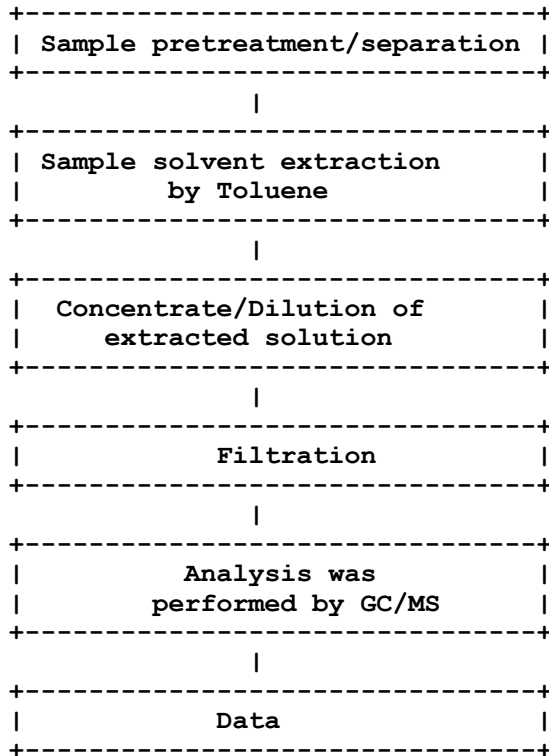 Sample pretreatment/separation
Sample solvent extraction
by Toluene
Concentrate/Dilution of
extracted solution
Filtration
Analysis was
performed by GC/MS
Data